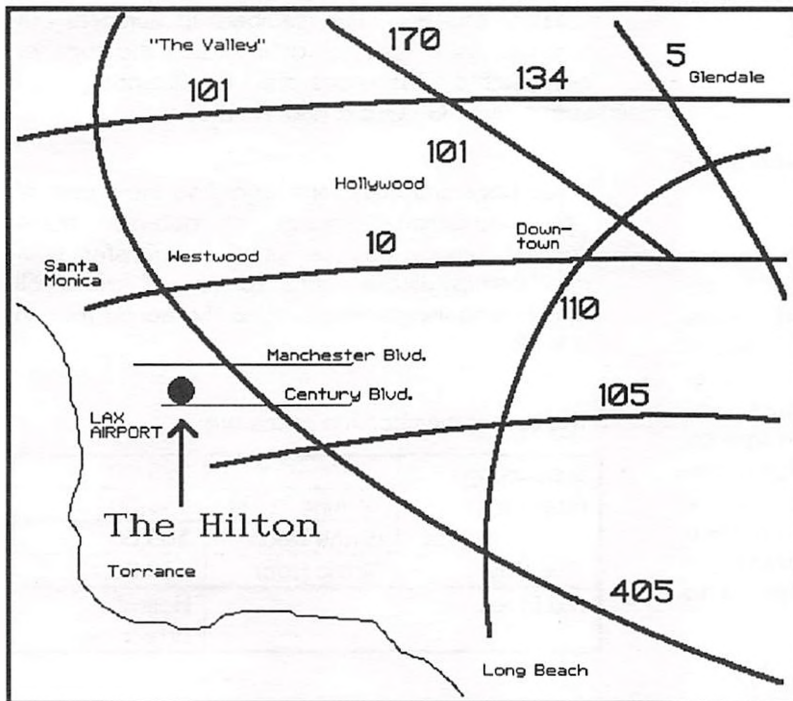 "The Valley"
170
5
Glendale
101
134
101
Hollywood
Down-
town
10
Westwood
Santa
Monica
110
Manchester Blvd.
Century Blvd.
105
LAX
AIRPORT
The Hilton
Torrance
405
Long Beach